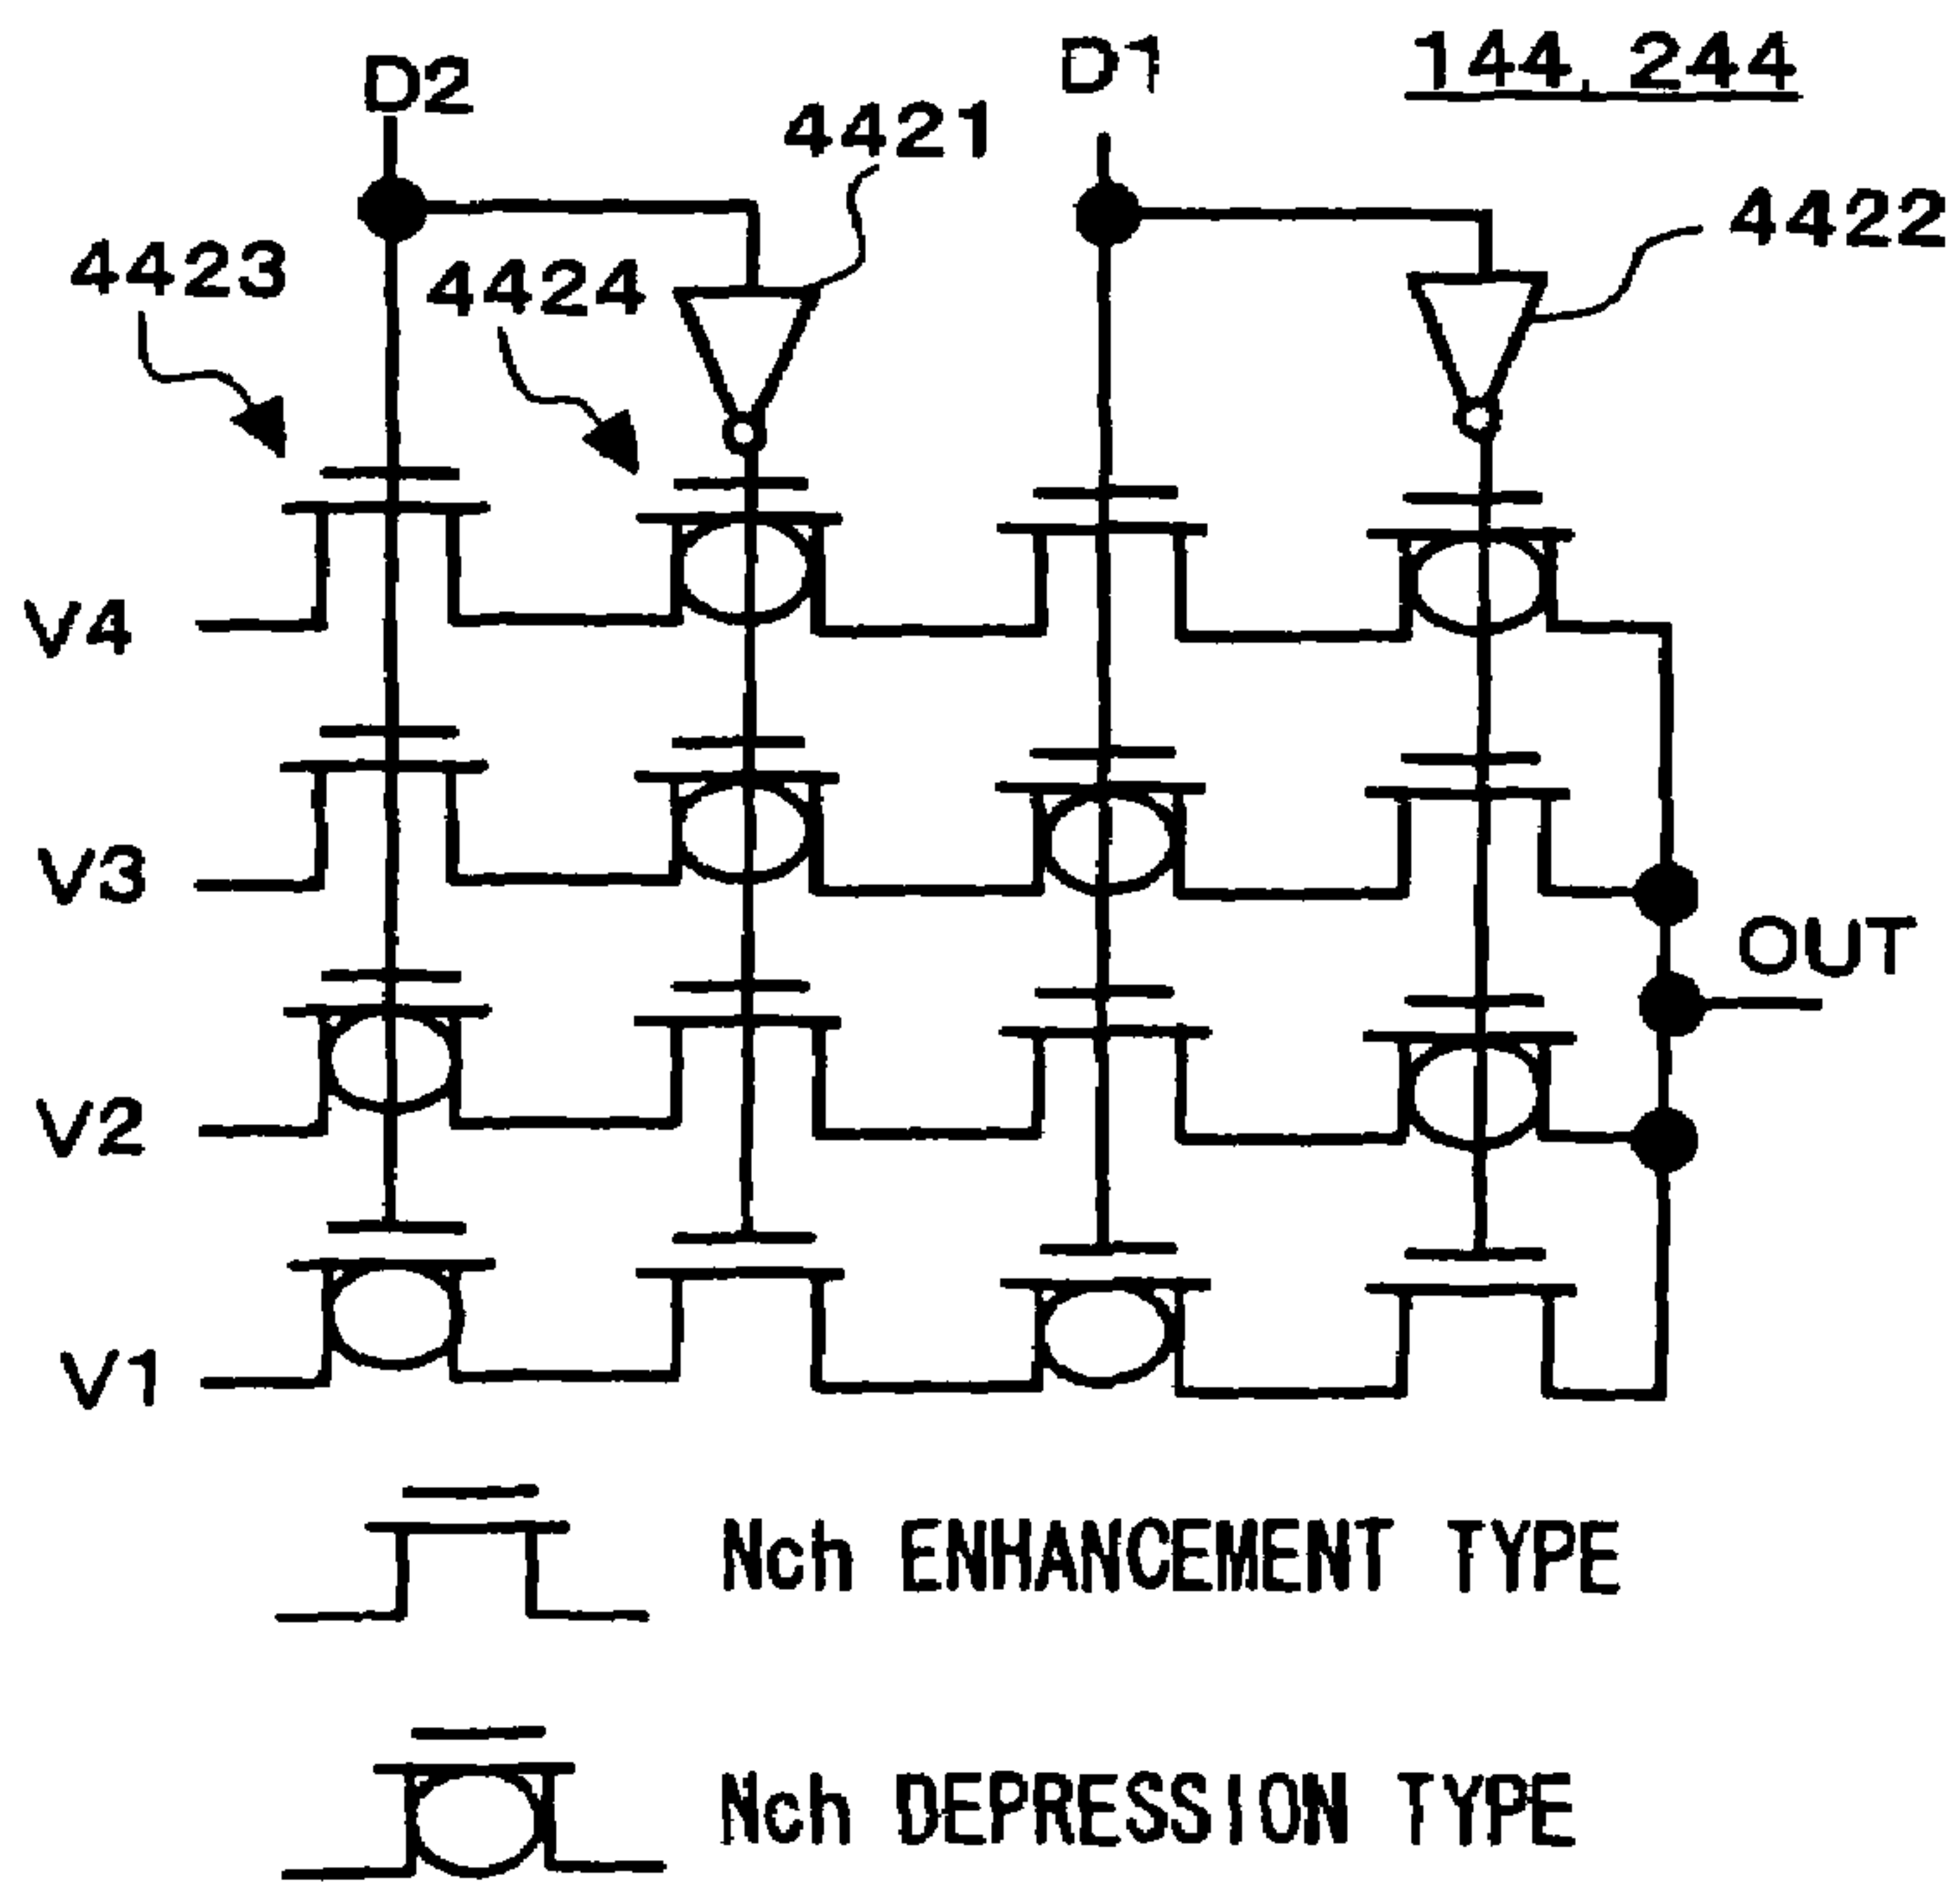 D2
D1
144, 244
4421
4422
4423
4424
V4
V3
OUT
V2
V1
Nch ENHANCEMENT TYPE
Nch DEPRESSION TYPE